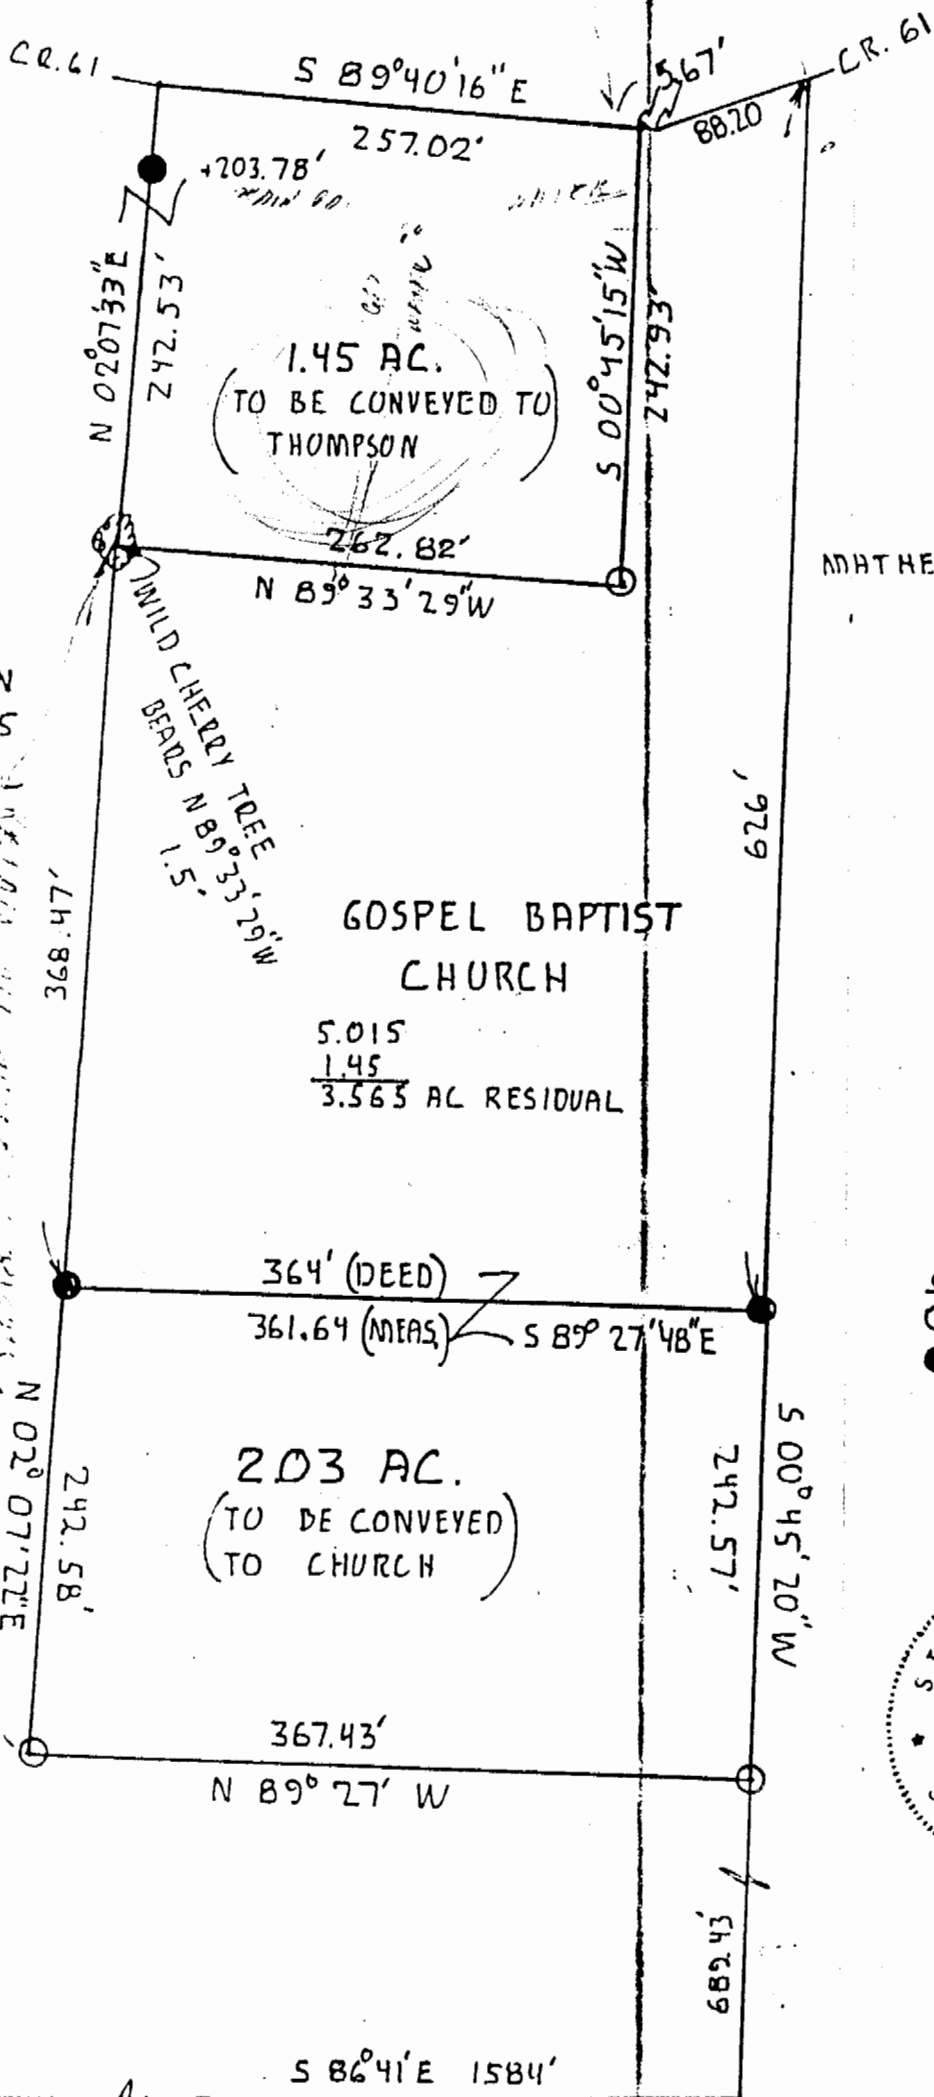 C.R. 61
S 89°40'16" E
5.67'
C.R. 61
257.02'
88.20
+203.78'
N 02°07'33" E
242.53'
S 00°45'15" W
242.93'
1.45 AC.
(TO BE CONVEYED TO
THOMPSON)
262.82'
N 89°33'29" W
MATHE
WILD CHERRY TREE
BEARS N 89°33'29" W
1.5'
368.47'
626'
GOSPEL BAPTIST
CHURCH
5.015
1.45
3.565 AC RESIDUAL
364' (DEED)
361.64 (MEAS.)
S 89° 27'48" E
N 02° 07'22" E
242.58'
S 00° 45' 20" W
242.57'
2.03 AC.
(TO BE CONVEYED
TO CHURCH)
367.43'
N 89° 27' W
689.43'
S 86°41' E 1584'